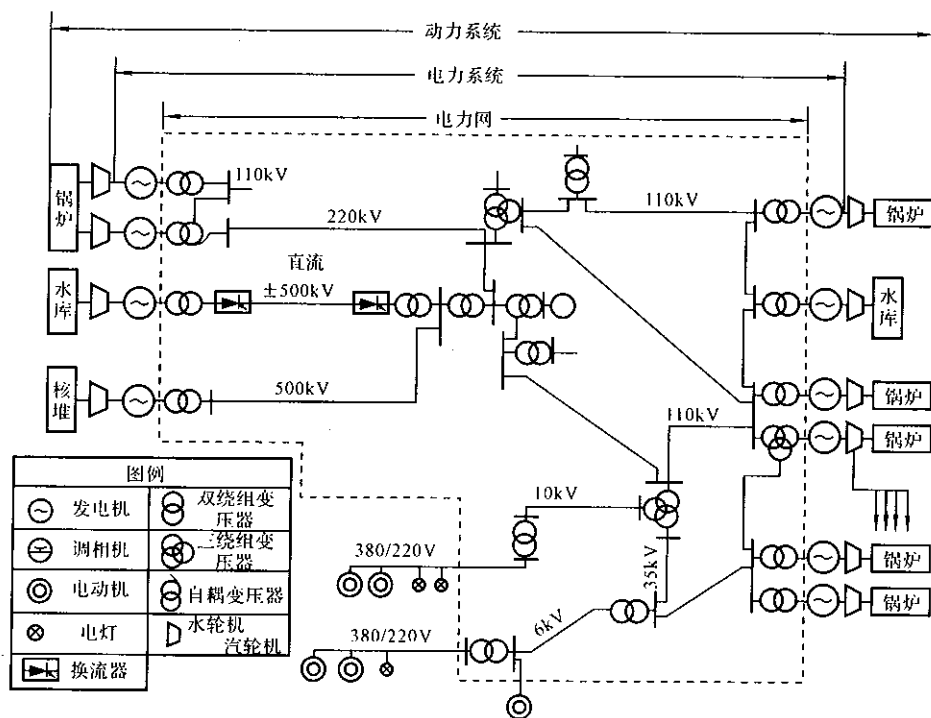 动力系统
电力系统
电力网
锅炉
110kV
220kV
110kV
锅炉
直流
±500kV
水库
水库
核堆
500kV
锅炉
110kV
锅炉
图例
发电机
双绕组变
压器
调相机
三绕组变
压器
电动机
自耦变压器
电灯
水轮机
汽轮机
换流器
10kV
380/220V
35kV
锅炉
6kV
锅炉
380/220V